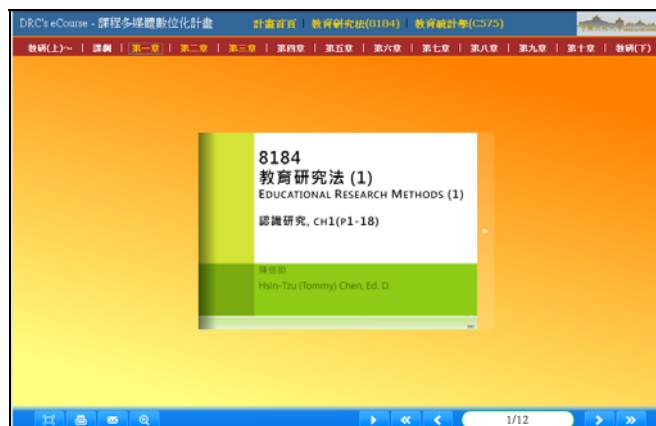 DRC's eCourse - 課程多媒體數位化計畫 計畫首頁 | 教育研究法(8184) | 教育統計學(C575)
教研(上)~ | 課綱 | 第一章 | 第二章 | 第三章 | 第四章 | 第五章 | 第六章 | 第七章 | 第八章 | 第九章 | 第十章 | 教研(下)
8184
教育研究法 (1)
EDUCATIONAL RESEARCH METHODS (1)
認識研究, CH1(P1-18)
陳信助
Hsin-Tzu (Tommy) Chen, Ed. D.
1/12